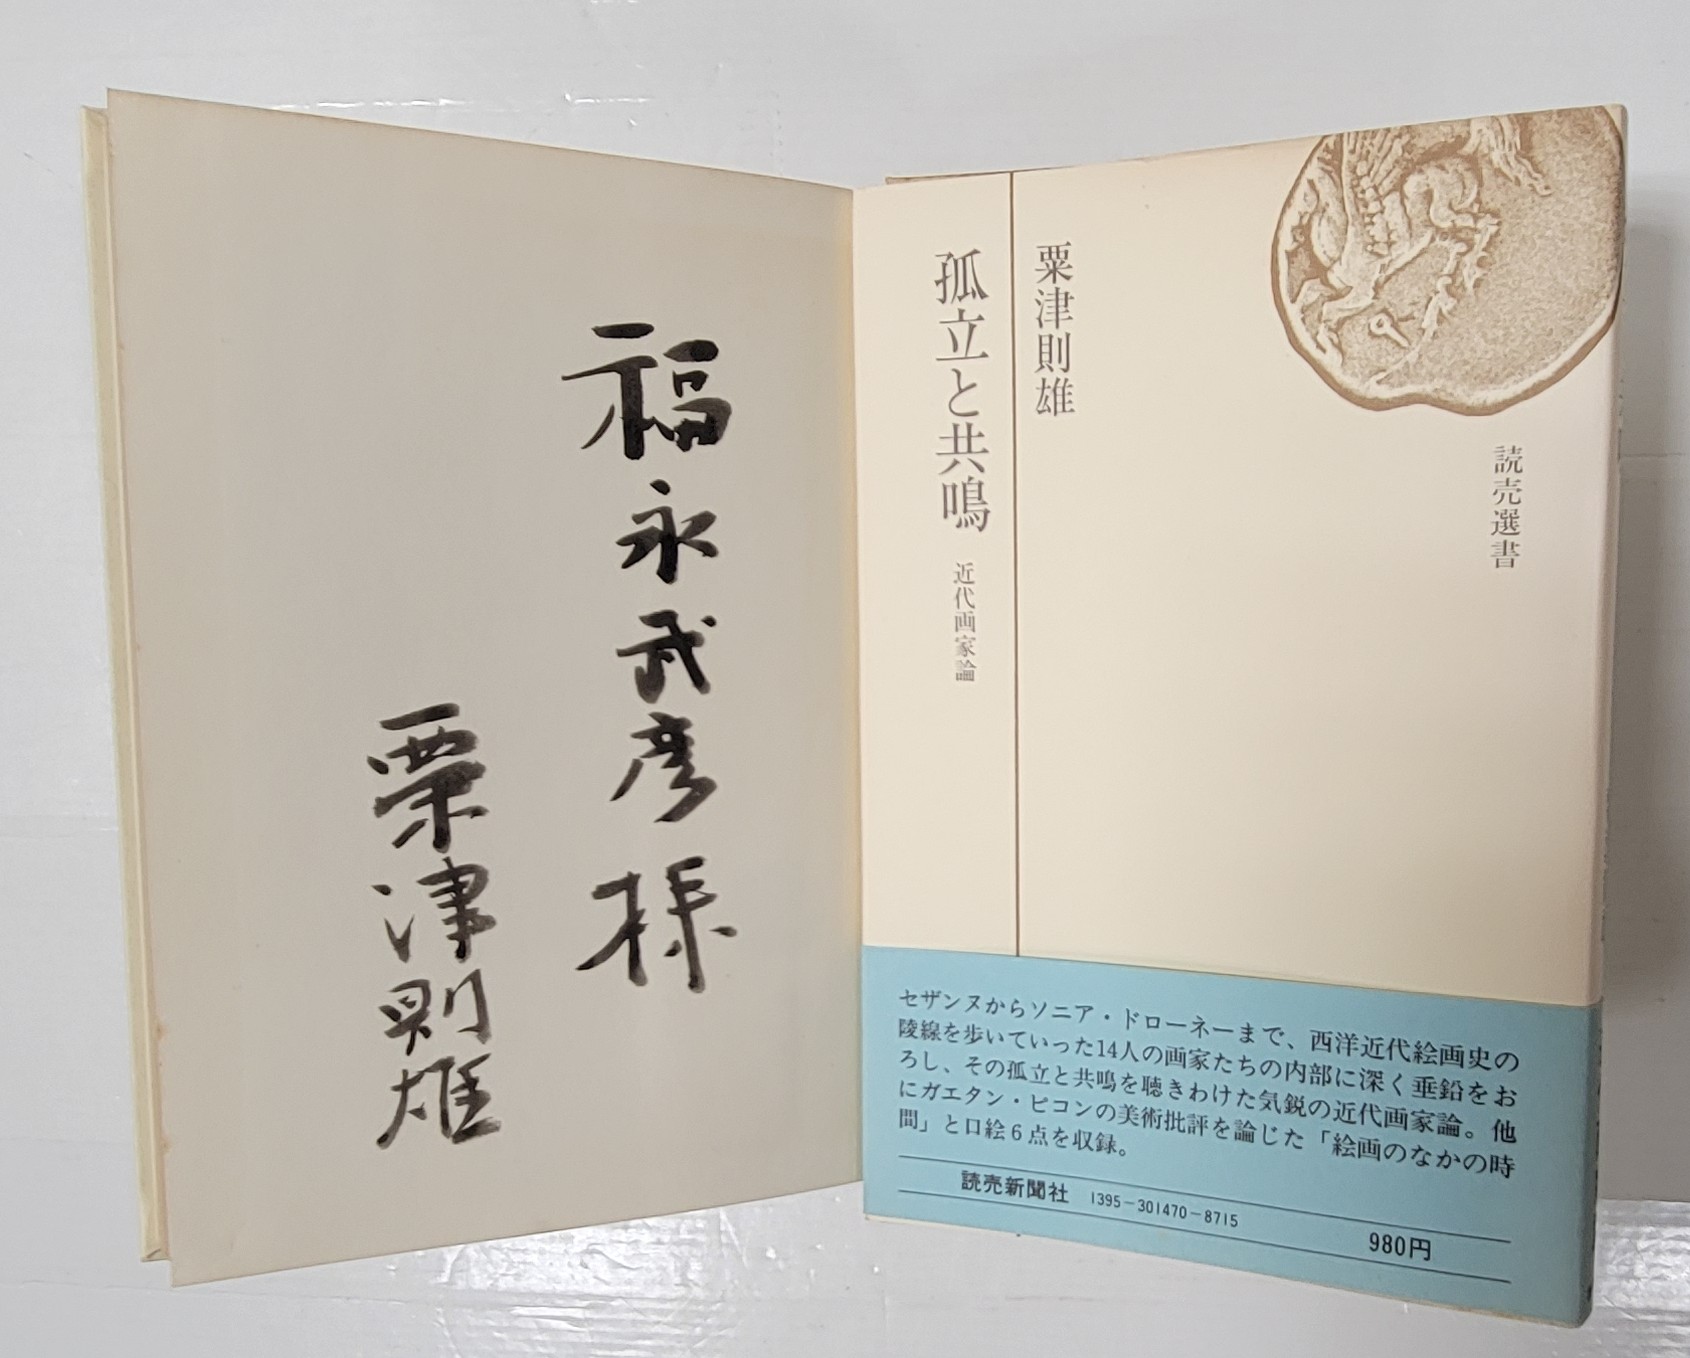 福永武彦様
粟津則雄
読売選書
粟津則雄
孤立と共鳴 近代画家論
セザンヌからソニア・ドローネーまで、西洋近代絵画史の
陵線を歩いていった14人の画家たちの内部に深く垂鉛をお
ろし、その孤立と共鳴を聴きわけた気鋭の近代画家論。他
にガエタン・ピコンの美術批評を論じた「絵画のなかの時
間」と口絵6点を収録。
読売新聞社 1395-301470-8715
980円